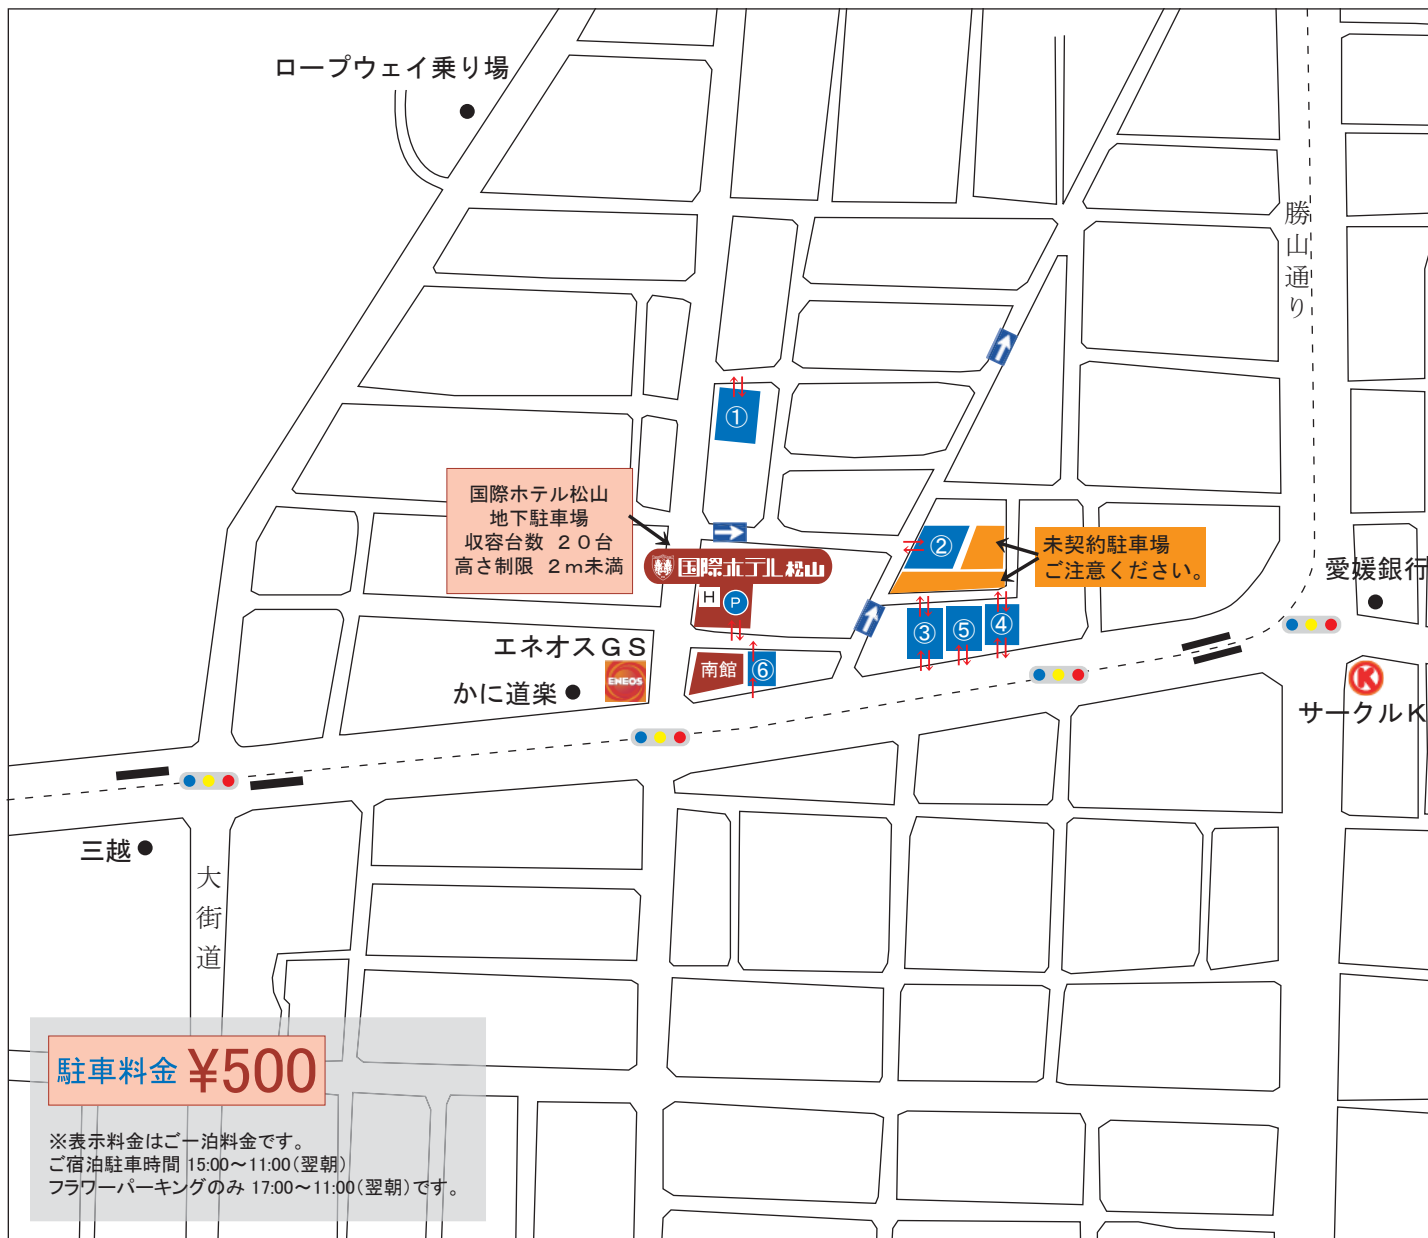 ロープウェイ乗り場
勝山通り
①
国際ホテル松山
地下駐車場
収容台数 20台
高さ制限 2m未満
②
未契約駐車場
ご注意ください。
国際ホテル松山
H
P
愛媛銀行
③
⑤
④
エネオスGS
ENEOS
かに道楽
南館
⑥
K
サークルK
三越
大街道
駐車料金 ¥500
※表示料金はご一泊料金です。
ご宿泊駐車時間 15:00~11:00(翌朝)
フラワーパーキングのみ 17:00~11:00(翌朝)です。